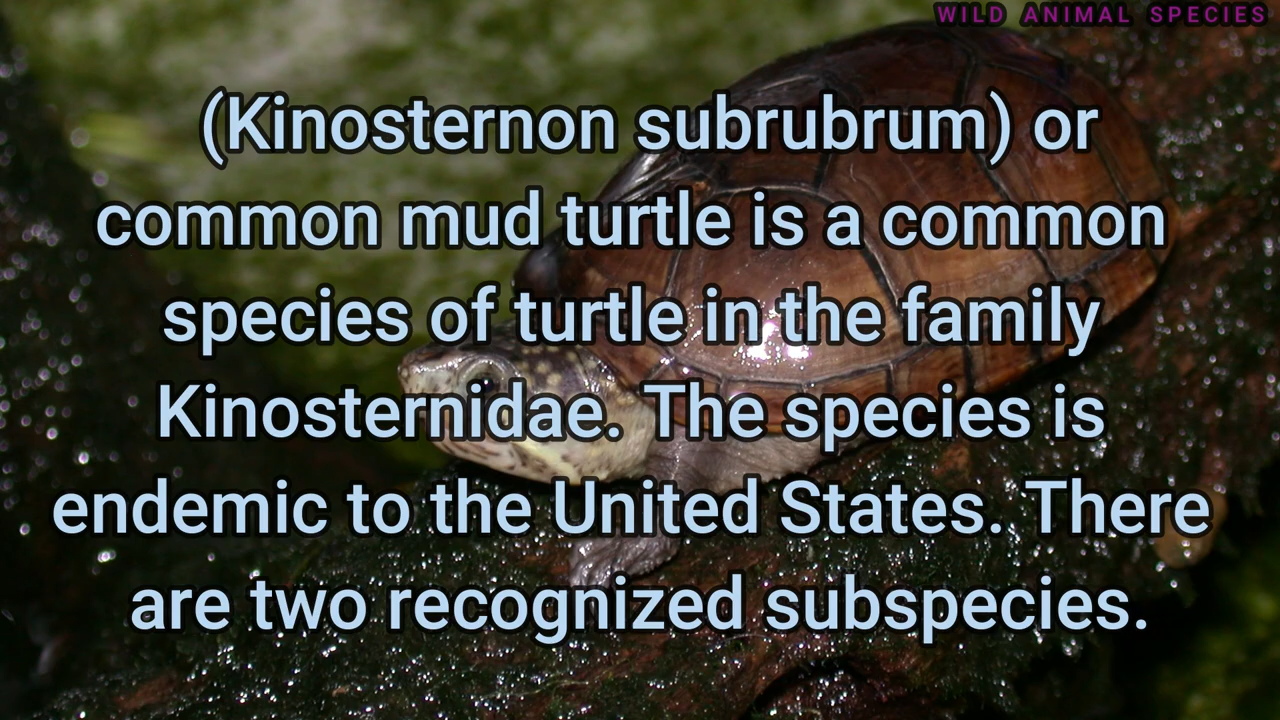 WILD ANIMAL SPECIES
(Kinosternon subrubrum) or
common mud turtle is a common
species of turtle in the family
Kinosternidae. The species is
endemic to the United States. There
are two recognized subspecies.